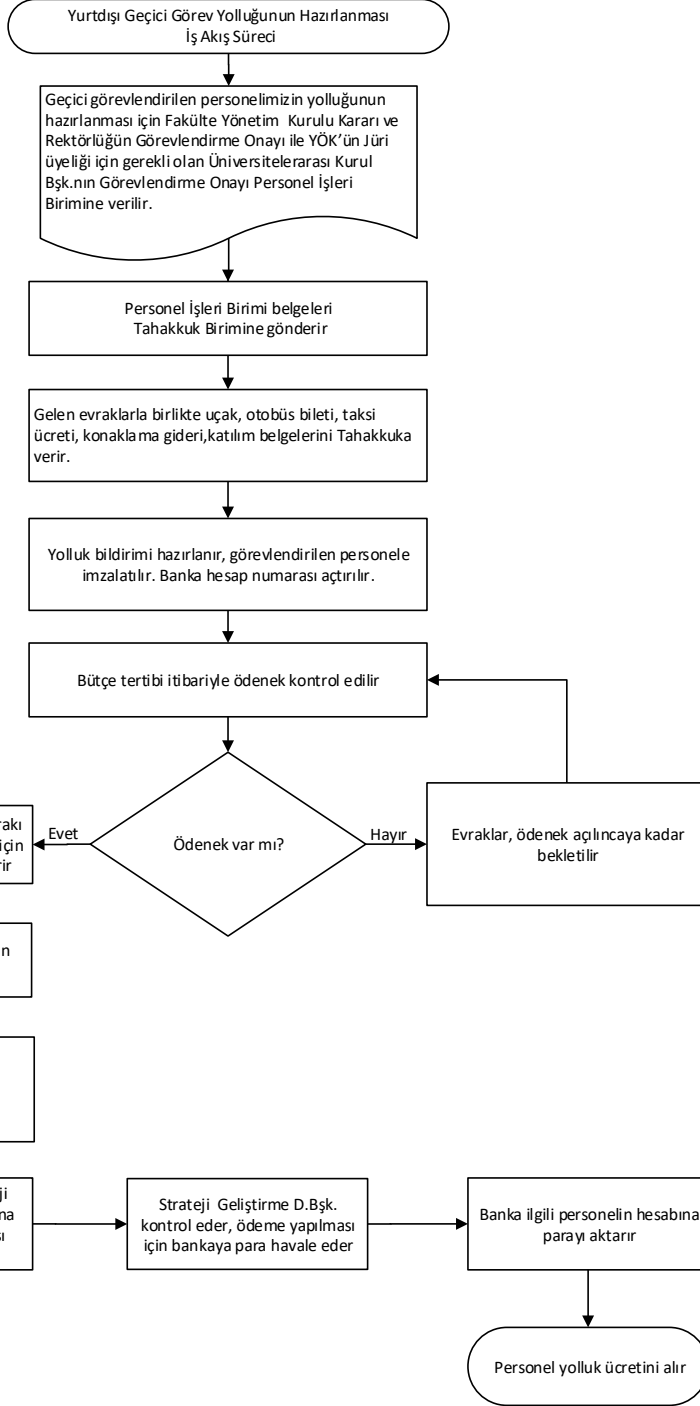 Yurtdışı Geçici Görev Yolluğunun Hazırlanması
İş Akış Süreci
Geçici görevlendirilen personelimizin yolluğunun
hazırlanması için Fakülte Yönetim Kurulu Kararı ve
Rektörlüğün Görevlendirme Onayı ile YÖK'ün Jüri
üyeliği için gerekli olan Üniversitelerarası Kurul
Bşk.nın Görevlendirme Onayı Personel İşleri
Birimine verilir.
Personel İşleri Birimi belgeleri
Tahakkuk Birimine gönderir
Gelen evraklarla birlikte uçak, otobüs bileti, taksi
ücreti, konaklama gideri,katılım belgelerini Tahakkuka
verir.
Yolluk bildirimi hazırlanır, görevlendirilen personele
imzalatılır. Banka hesap numarası açtırılır.
Bütçe tertibi itibariyle ödenek kontrol edilir
Evet
Ödenek var mı?
Hayır
Evraklar, ödenek açılıncaya kadar
bekletilir
için
Strateji Geliştirme D.Bşk.
kontrol eder, ödeme yapılması
için bankaya para havale eder
Banka ilgili personelin hesabına
parayı aktarır
Personel yolluk ücretini alır